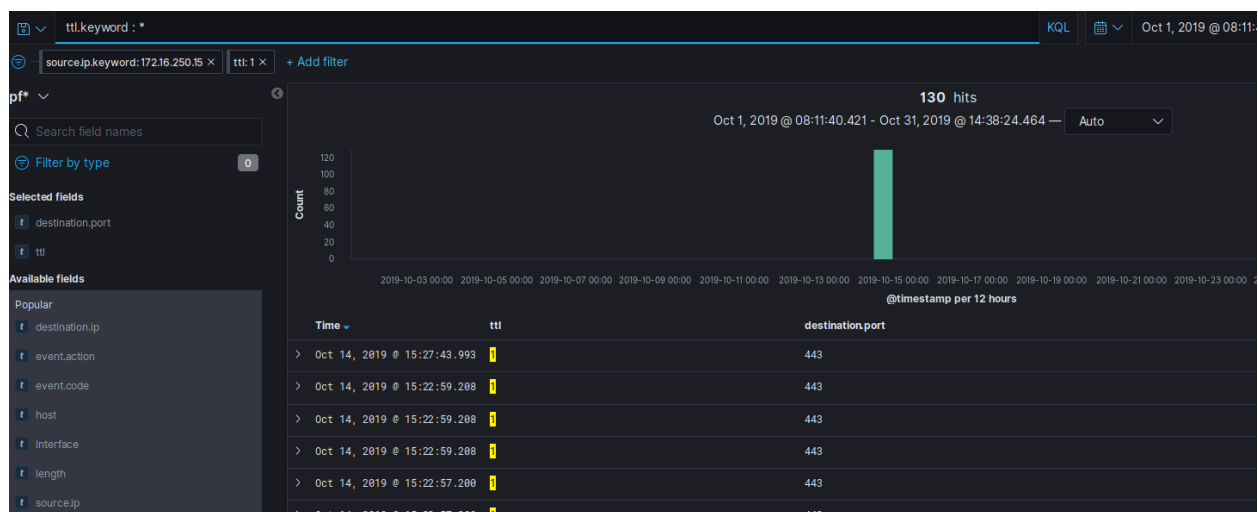 ttl.keyword : *
KQL
Oct 1, 2019 @ 08:11:
source.ip.keyword: 172.16.250.15 ×
ttl: 1 ×
+ Add filter
pf*
130 hits
Oct 1, 2019 @ 08:11:40.421 - Oct 31, 2019 @ 14:38:24.464 —
Auto
Search field names
Filter by type
0
Selected fields
t destination.port
t ttl
Available fields
Popular
t destination.ip
t event.action
t event.code
t host
t interface
t length
t source.ip
Count
120
100
80
60
40
20
0
2019-10-03 00:00 2019-10-05 00:00 2019-10-07 00:00 2019-10-09 00:00 2019-10-11 00:00 2019-10-13 00:00 2019-10-15 00:00 2019-10-17 00:00 2019-10-19 00:00 2019-10-21 00:00 2019-10-23 00:00 2
@timestamp per 12 hours
Time ttl destination.port
> Oct 14, 2019 @ 15:27:43.993 1 443
> Oct 14, 2019 @ 15:22:59.208 1 443
> Oct 14, 2019 @ 15:22:59.208 1 443
> Oct 14, 2019 @ 15:22:59.208 1 443
> Oct 14, 2019 @ 15:22:57.200 1 443